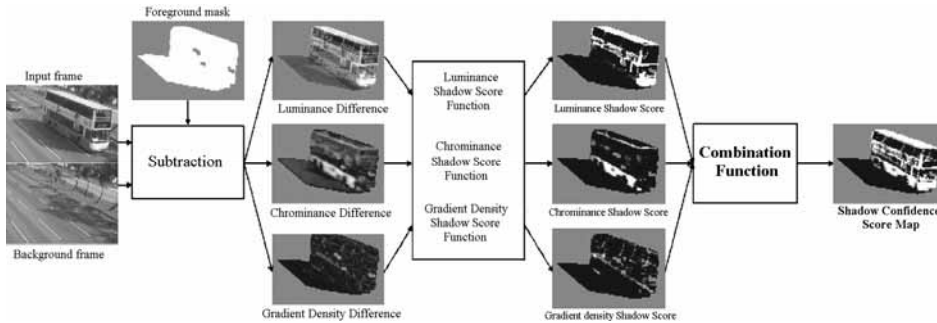 Foreground mask
Input frame
Background frame
Subtraction
Luminance Difference
Chrominance Difference
Gradient Density Difference
Luminance
Shadow Score
Function
Chrominance
Shadow Score
Function
Gradient Density
Shadow Score
Function
Luminance Shadow Score
Chrominance Shadow Score
Gradient density Shadow Score
Combination
Function
Shadow Confidence
Score Map